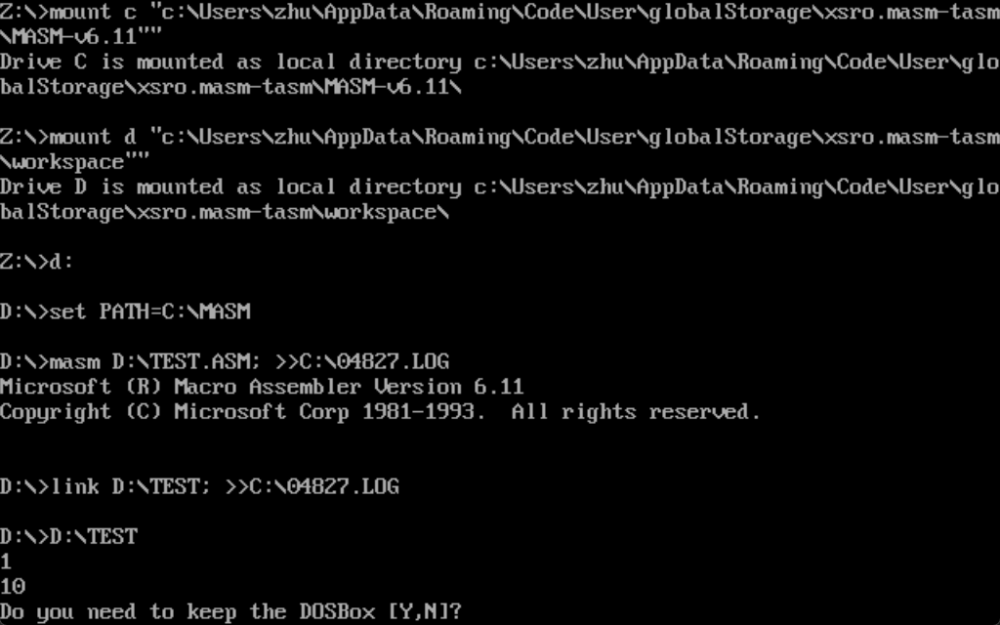 Z:\>mount c "c:\Users\zhu\AppData\Roaming\Code\User\globalStorage\xsro.masm-tasm
\MASM-v6.11""
Drive C is mounted as local directory c:\Users\zhu\AppData\Roaming\Code\User\glo
balStorage\xsro.masm-tasm\MASM-v6.11\
Z:\>mount d "c:\Users\zhu\AppData\Roaming\Code\User\globalStorage\xsro.masm-tasm
\workspace""
Drive D is mounted as local directory c:\Users\zhu\AppData\Roaming\Code\User\glo
balStorage\xsro.masm-tasm\workspace\
Z:\>d:
D:\>set PATH=C:\MASM
D:\>masm D:\TEST.ASM; >>C:\04827.LOG
Microsoft (R) Macro Assembler Version 6.11
Copyright (C) Microsoft Corp 1981-1993.  All rights reserved.
D:\>link D:\TEST; >>C:\04827.LOG
D:\>D:\TEST
1
10
Do you need to keep the DOSBox [Y,N]?